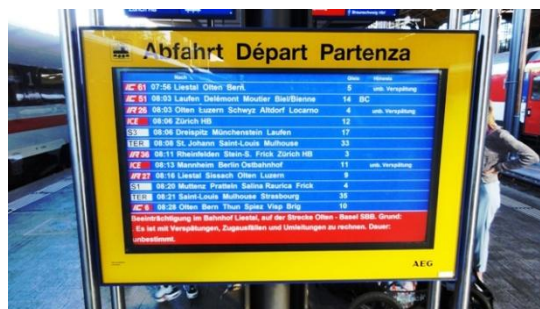 Abfahrt Départ Partenza
Nach Gleis Hinweis
IC 61 07:56 Liestal Olten Bern 5 unb. Verspätung
IC 51 08:03 Laufen Delémont Moutier Biel/Bienne 14 BC
IR 26 08:03 Olten Luzern Schwyz Altdorf Locarno 4 unb. Verspätung
ICE 08:06 Zürich HB 12
S3 08:06 Dreispitz Münchenstein Laufen 17
TER 08:08 St. Johann Saint-Louis Mulhouse 33
IR 36 08:11 Rheinfelden Stein-S. Frick Zürich HB 3
ICE 08:13 Mannheim Berlin Ostbahnhof 11 unb. Verspätung
IR 27 08:16 Liestal Sissach Olten Luzern 9
S1 08:20 Muttenz Pratteln Salina Raurica Frick 4
TER 08:21 Saint-Louis Mulhouse Strasbourg 35
IC 6 08:28 Olten Bern Thun Spiez Visp Brig 10
Beeinträchtigung im Bahnhof Liestal, auf der Strecke Olten - Basel SBB. Grund:
. Es ist mit Verspätungen, Zugausfällen und Umleitungen zu rechnen. Dauer:
unbestimmt.
AEG